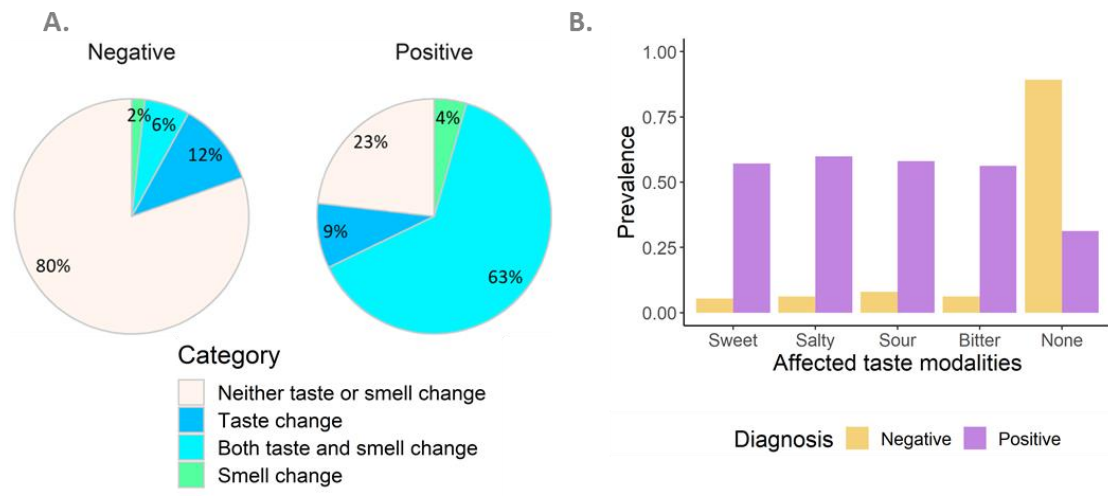 A.
Negative
Positive
2%
6%
12%
80%
4%
23%
9%
63%
Category
Neither taste or smell change
Taste change
Both taste and smell change
Smell change
B.
Prevalence
1.00
0.75
0.50
0.25
0.00
Sweet Salty Sour Bitter None
Affected taste modalities
Diagnosis Negative Positive